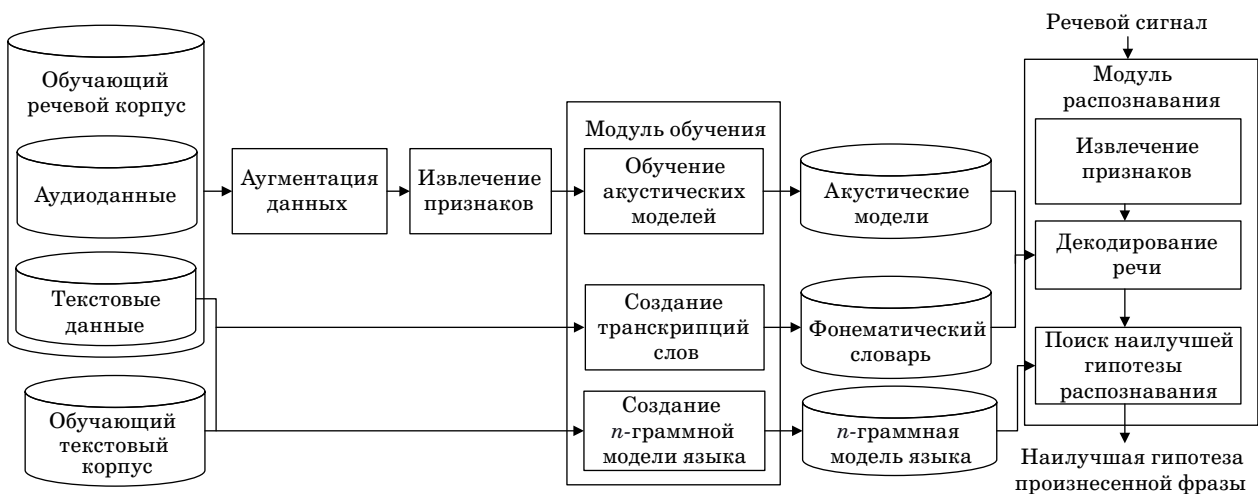 Обучающий
речевой корпус
Аудиоданные
Текстовые
данные
Обучающий
текстовый
корпус
Аугментация
данных
Извлечение
признаков
Модуль обучения
Обучение
акустических
моделей
Создание
транскрипций
слов
Создание
n-граммной
модели языка
Акустические
модели
Фонематический
словарь
n-граммная
модель языка
Речевой сигнал
Модуль
распознавания
Извлечение
признаков
Декодирование
речи
Поиск наилучшей
гипотезы
распознавания
Наилучшая гипотеза
произнесенной фразы